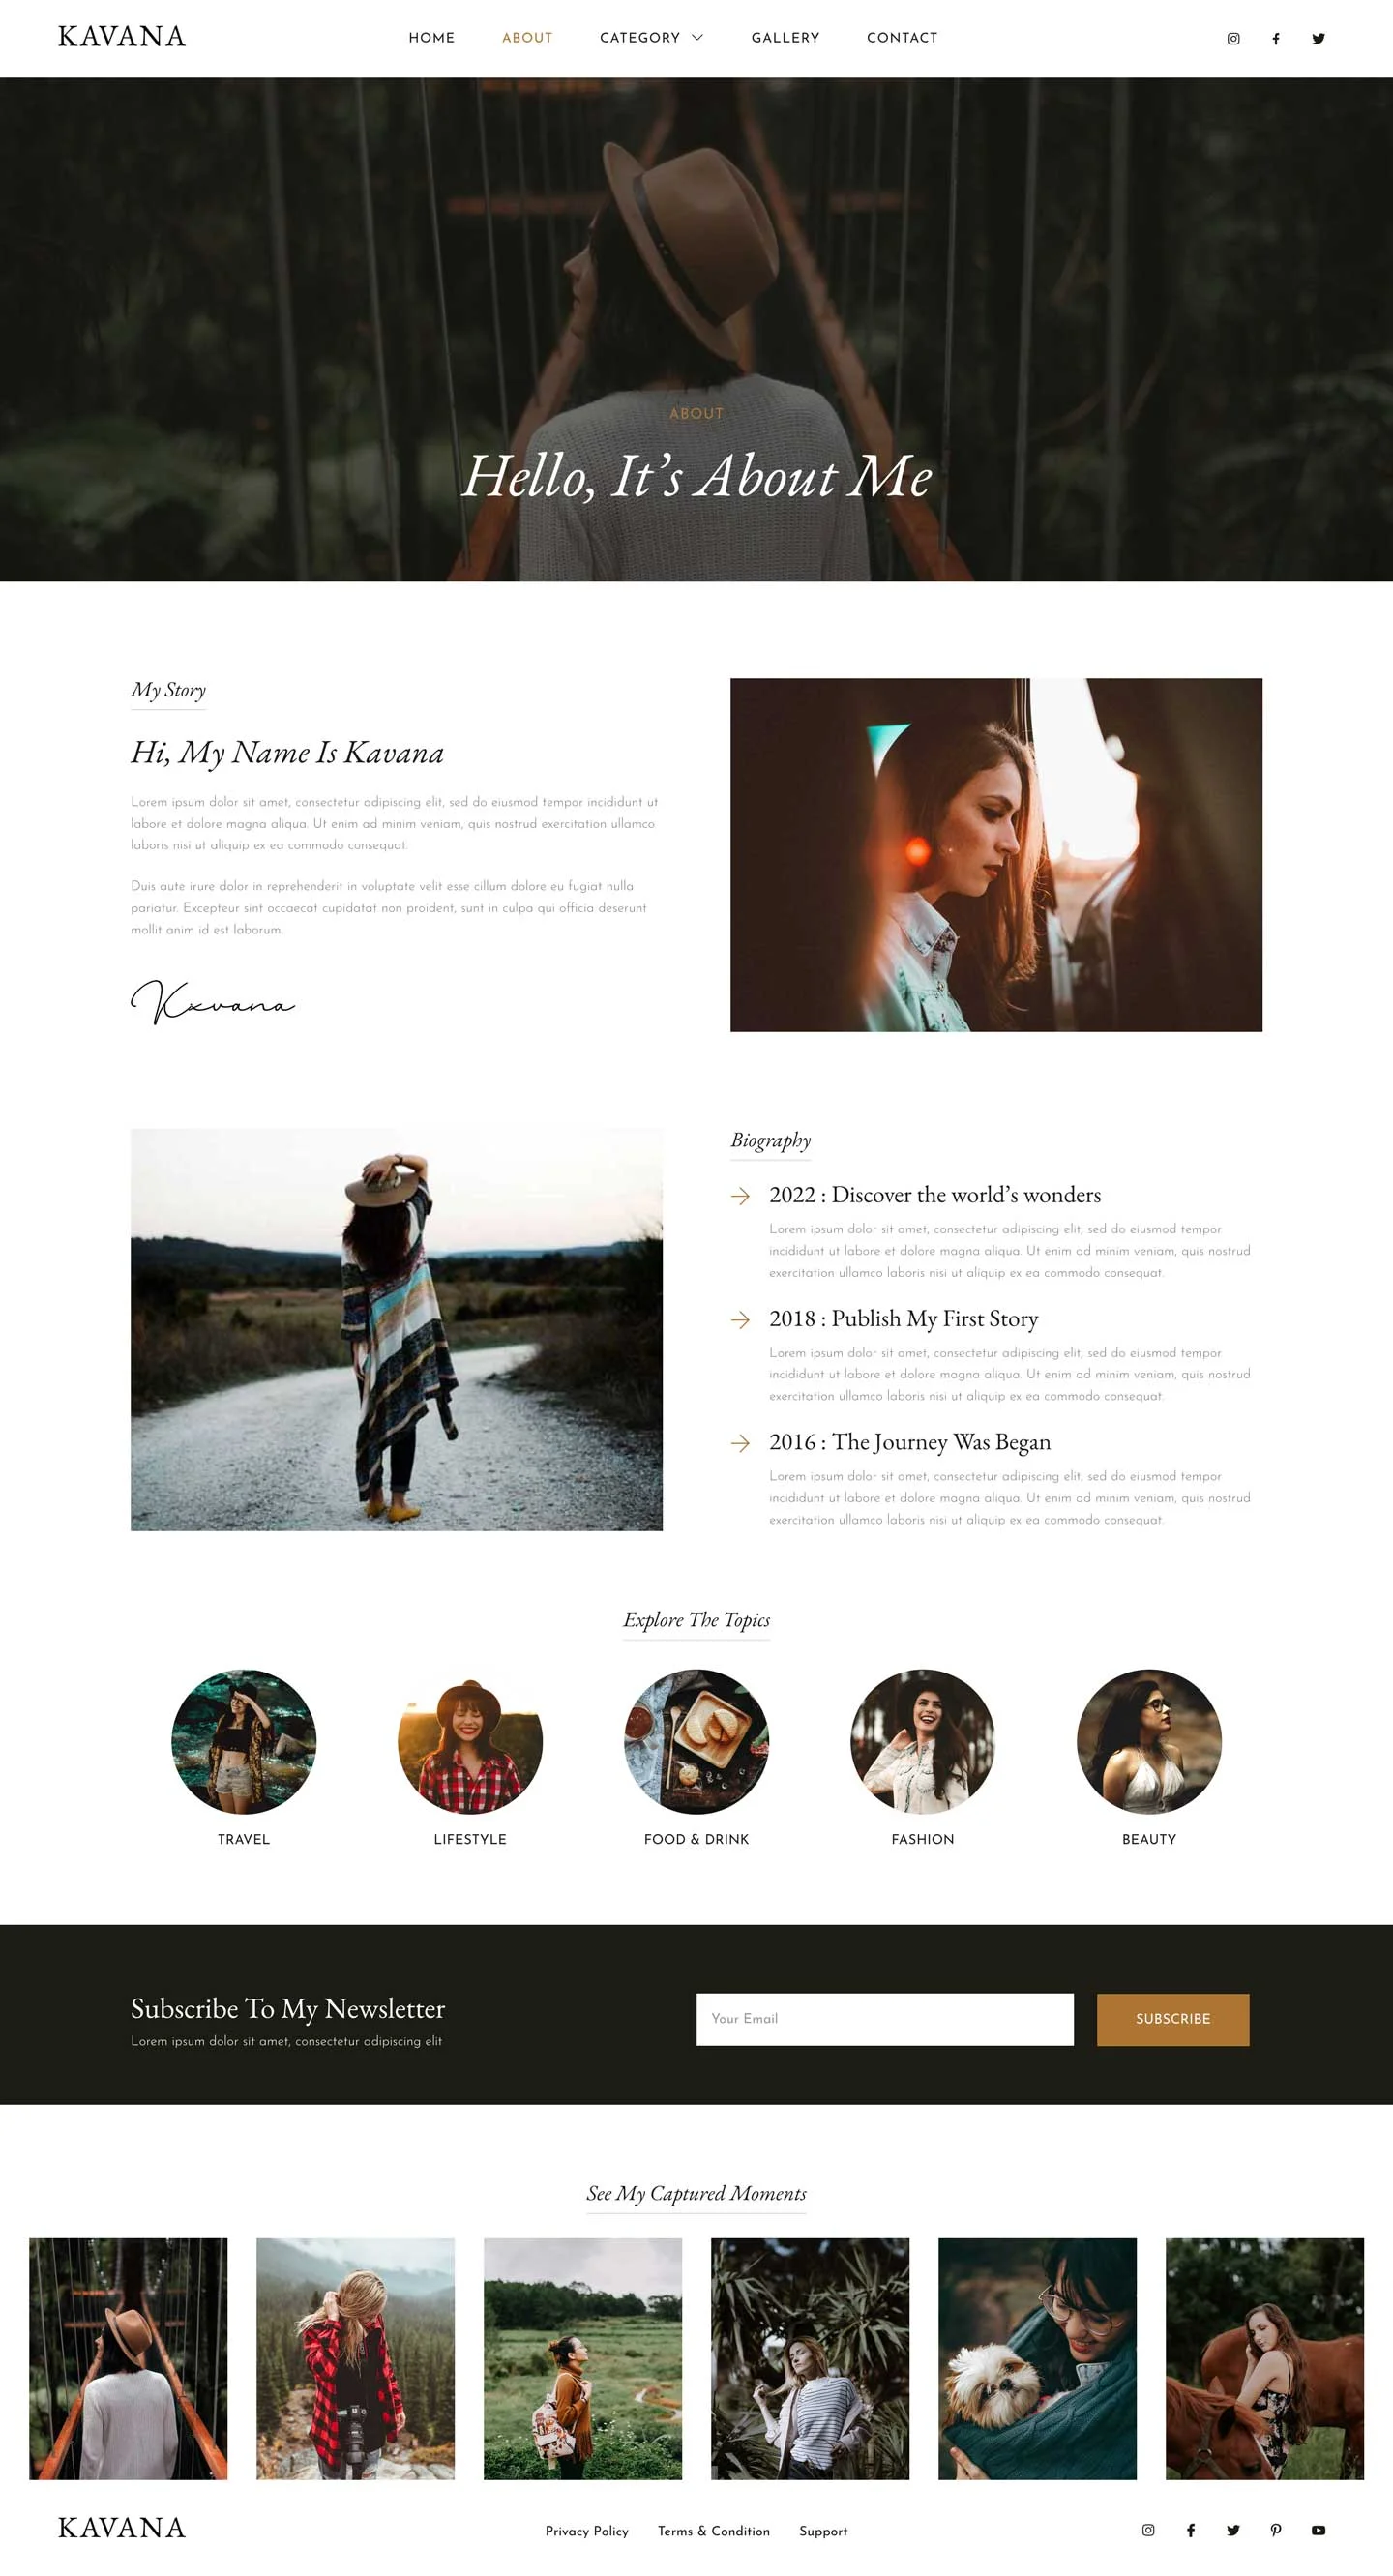 KAVANA
HOME ABOUT CATEGORY GALLERY CONTACT
ABOUT
Hello, It’s About Me
My Story
Hi, My Name Is Kavana
Lorem ipsum dolor sit amet, consectetur adipiscing elit, sed do eiusmod tempor incididunt ut
labore et dolore magna aliqua. Ut enim ad minim veniam, quis nostrud exercitation ullamco
laboris nisi ut aliquip ex ea commodo consequat.
Duis aute irure dolor in reprehenderit in voluptate velit esse cillum dolore eu fugiat nulla
pariatur. Excepteur sint occaecat cupidatat non proident, sunt in culpa qui officia deserunt
mollit anim id est laborum.
Kavana
Biography
2022 : Discover the world’s wonders
Lorem ipsum dolor sit amet, consectetur adipiscing elit, sed do eiusmod tempor
incididunt ut labore et dolore magna aliqua. Ut enim ad minim veniam, quis nostrud
exercitation ullamco laboris nisi ut aliquip ex ea commodo consequat.
2018 : Publish My First Story
Lorem ipsum dolor sit amet, consectetur adipiscing elit, sed do eiusmod tempor
incididunt ut labore et dolore magna aliqua. Ut enim ad minim veniam, quis nostrud
exercitation ullamco laboris nisi ut aliquip ex ea commodo consequat.
2016 : The Journey Was Began
Lorem ipsum dolor sit amet, consectetur adipiscing elit, sed do eiusmod tempor
incididunt ut labore et dolore magna aliqua. Ut enim ad minim veniam, quis nostrud
exercitation ullamco laboris nisi ut aliquip ex ea commodo consequat.
Explore The Topics
TRAVEL
LIFESTYLE
FOOD & DRINK
FASHION
BEAUTY
Subscribe To My Newsletter
Lorem ipsum dolor sit amet, consectetur adipiscing elit
Your Email
SUBSCRIBE
See My Captured Moments
KAVANA
Privacy Policy Terms & Condition Support